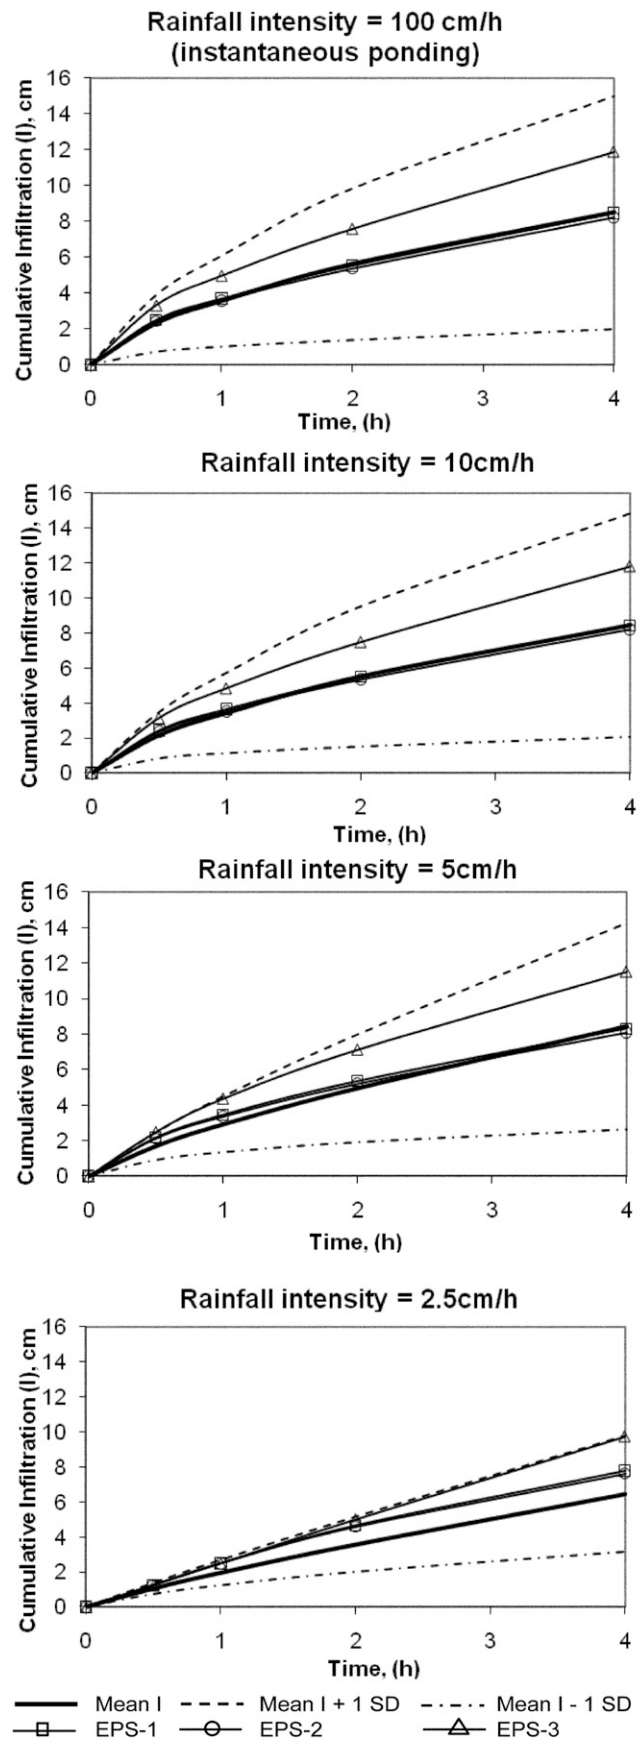 Rainfall intensity = 100 cm/h
(instantaneous ponding)
Cumulative Infiltration (I), cm
16
14
12
10
8
6
4
2
0
0 1 2 3 4
Time, (h)
Rainfall intensity = 10cm/h
Cumulative Infiltration (I), cm
16
14
12
10
8
6
4
2
0
0 1 2 3 4
Time, (h)
Rainfall intensity = 5cm/h
Cumulative Infiltration (I), cm
16
14
12
10
8
6
4
2
0
0 1 2 3 4
Time, (h)
Rainfall intensity = 2.5cm/h
Cumulative Infiltration (I), cm
16
14
12
10
8
6
4
2
0
0 1 2 3 4
Time, (h)
Mean I Mean I + 1 SD Mean I - 1 SD
EPS-1 EPS-2 EPS-3